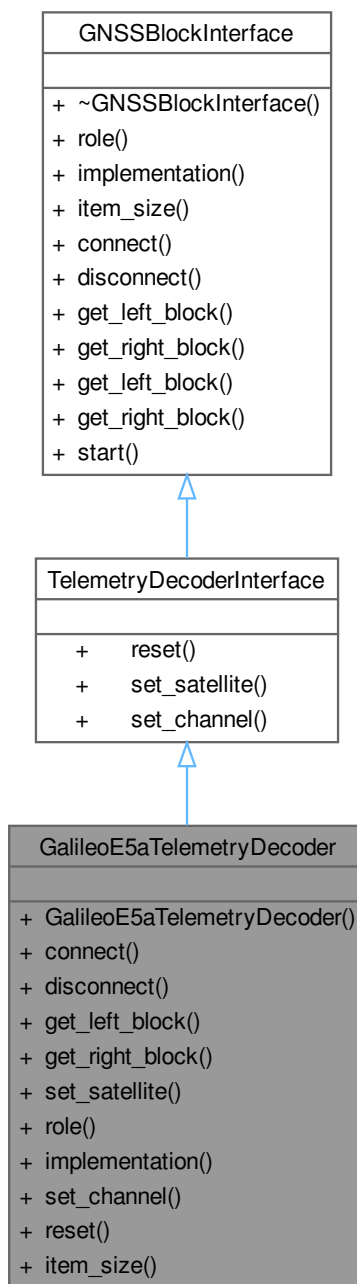 GNSSBlockInterface
+ ~GNSSBlockInterface()
+ role()
+ implementation()
+ item_size()
+ connect()
+ disconnect()
+ get_left_block()
+ get_right_block()
+ get_left_block()
+ get_right_block()
+ start()
TelemetryDecoderInterface
+ reset()
+ set_satellite()
+ set_channel()
GalileoE5aTelemetryDecoder
+ GalileoE5aTelemetryDecoder()
+ connect()
+ disconnect()
+ get_left_block()
+ get_right_block()
+ set_satellite()
+ role()
+ implementation()
+ set_channel()
+ reset()
+ item_size()